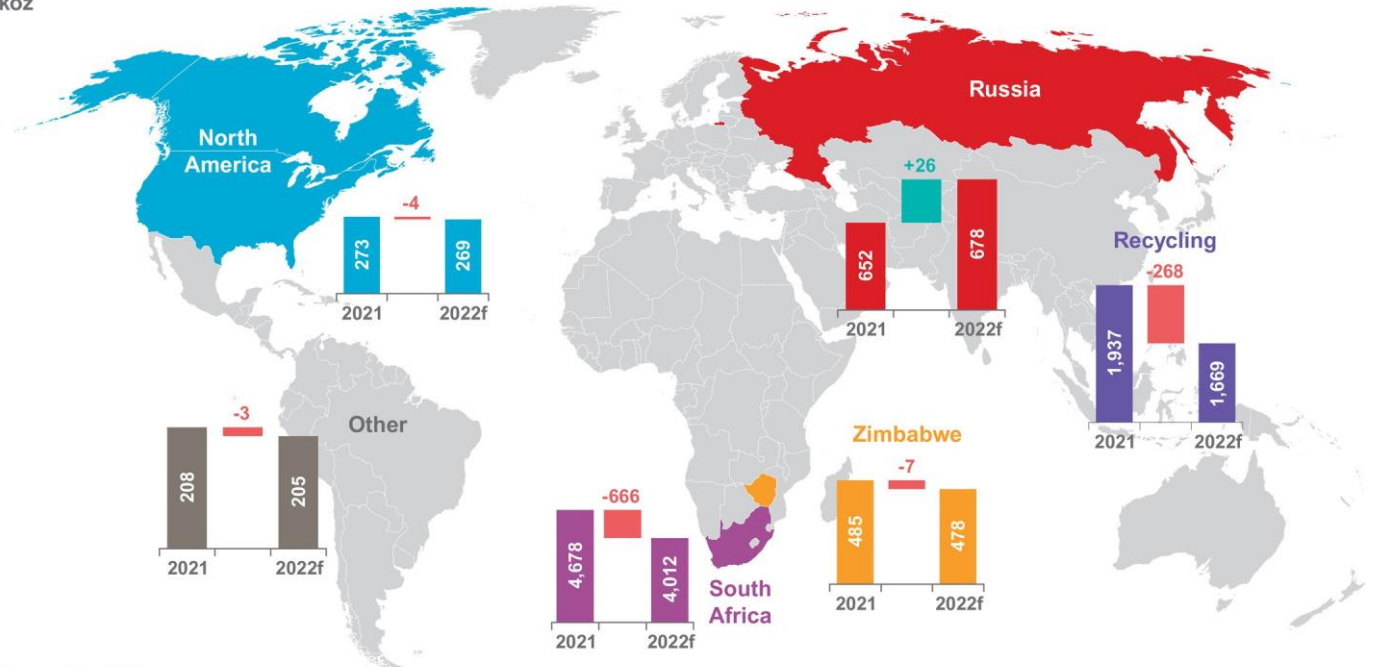 koz
North
America
-4
273
269
2021
2022f
Russia
+26
652
678
2021
2022f
Recycling
-268
1,937
1,669
2021
2022f
Other
-3
208
205
2021
2022f
-666
4,678
4,012
2021
2022f
South
Africa
Zimbabwe
-7
485
478
2021
2022f